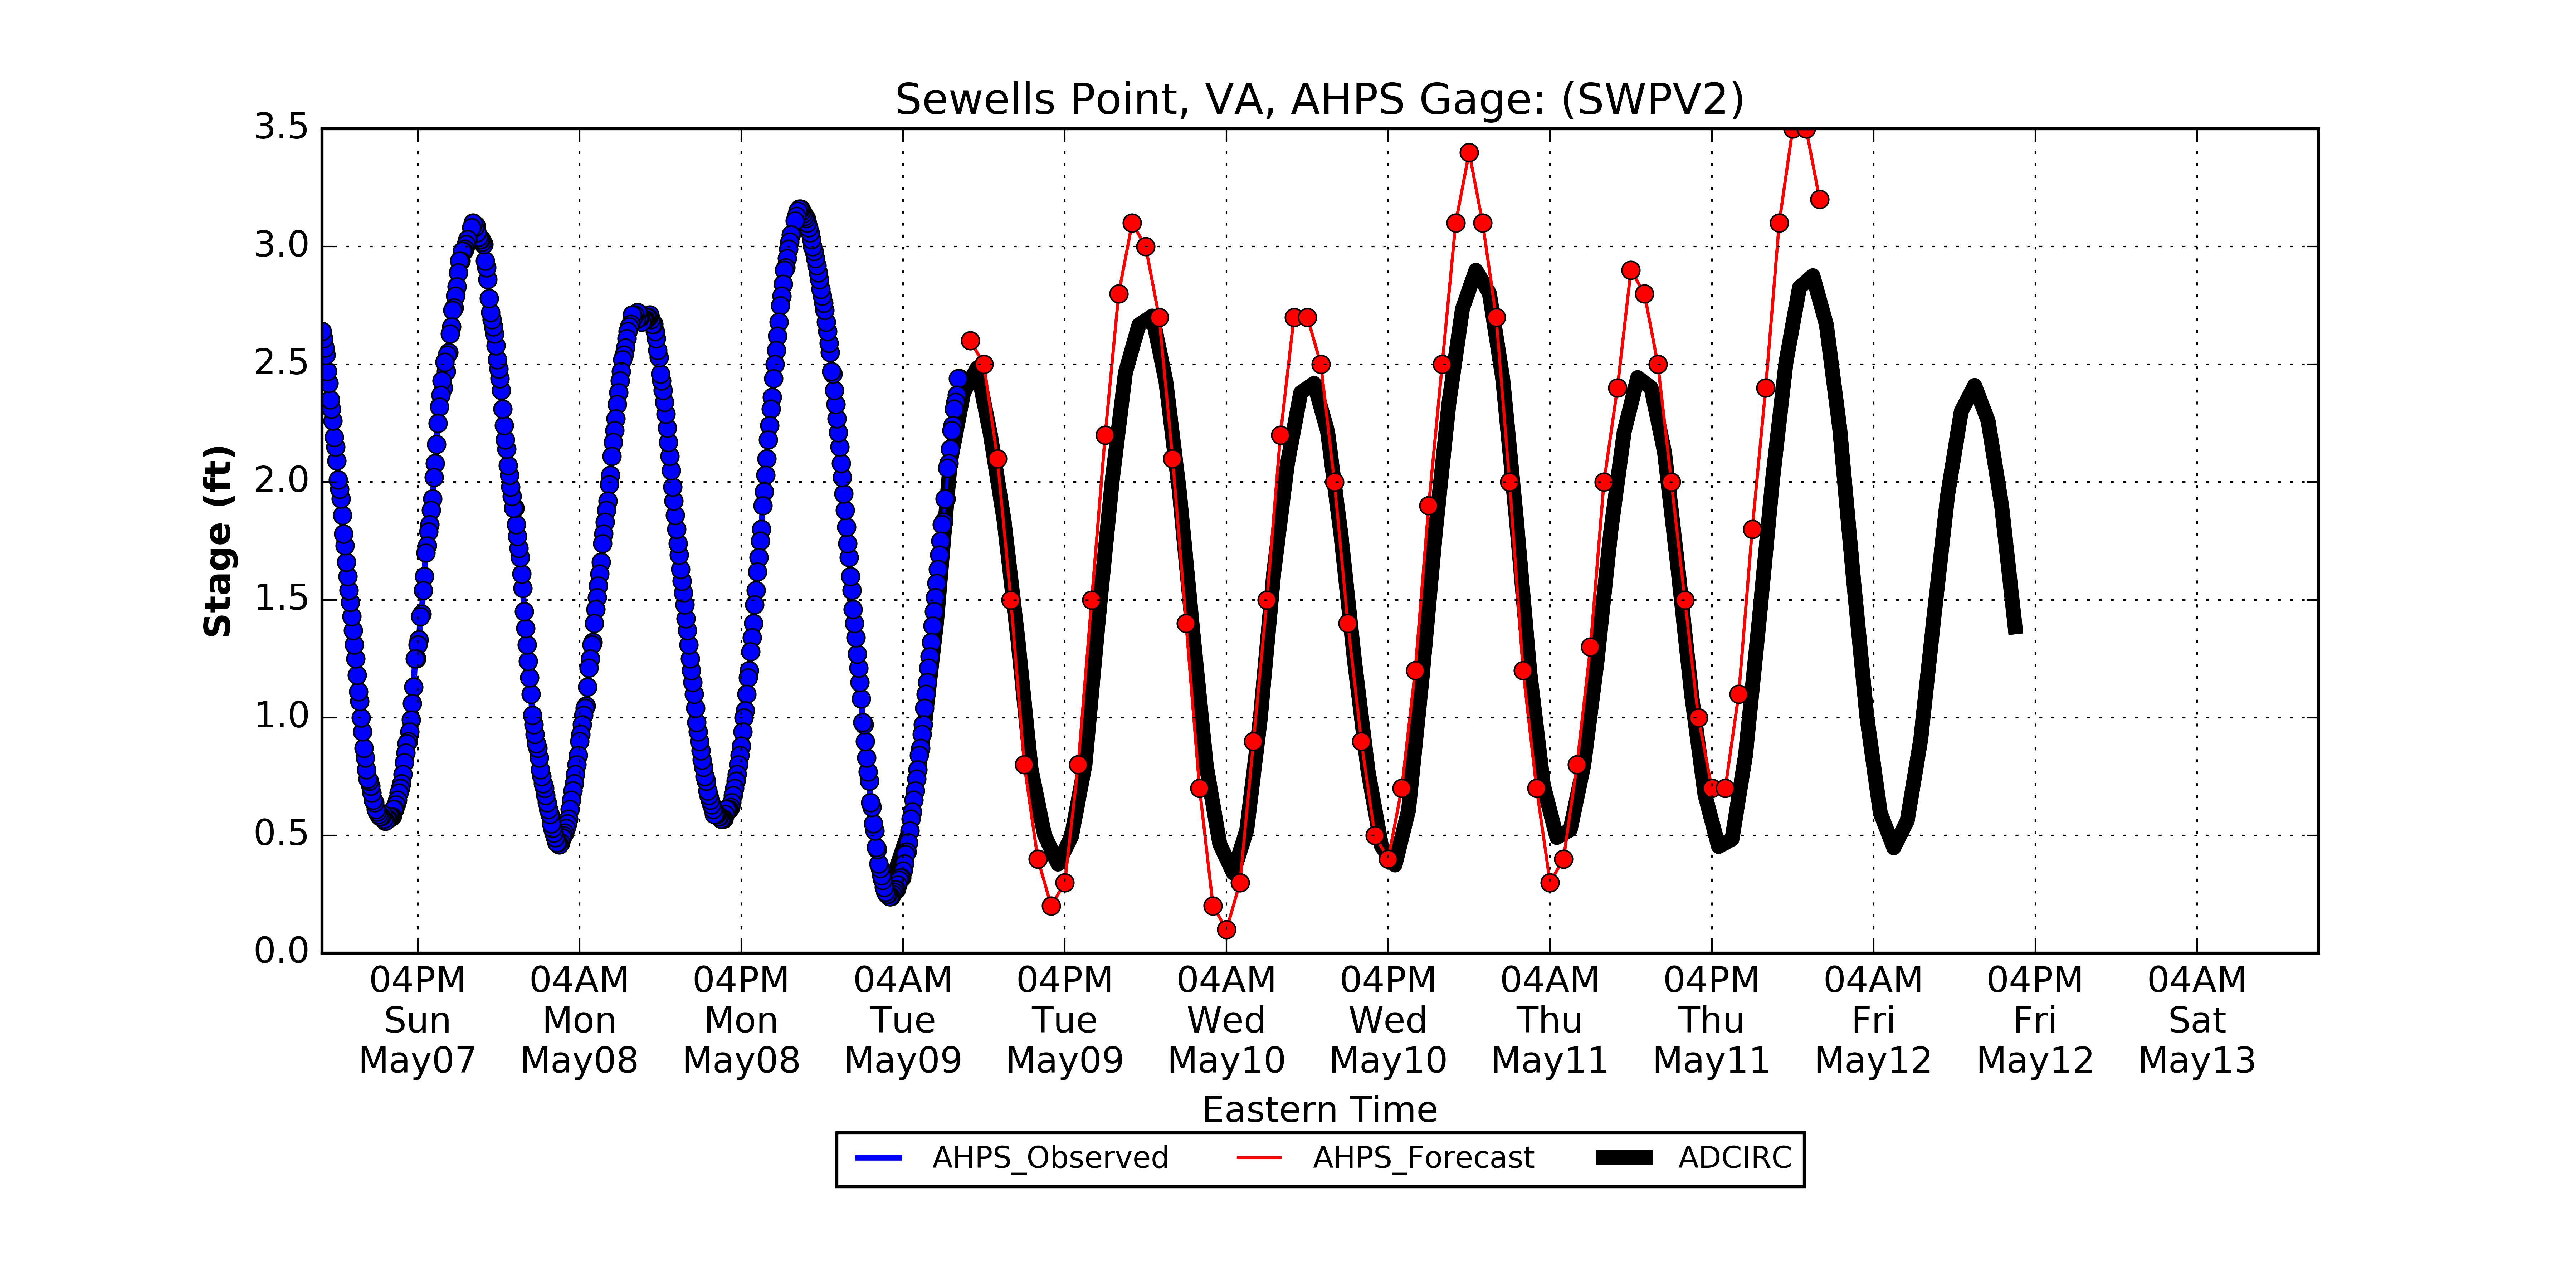 Sewells Point, VA, AHPS Gage: (SWPV2)
3.5
3.0
2.5
2.0
1.5
1.0
0.5
0.0
Stage (ft)
04PM 04AM 04PM 04AM 04PM 04AM 04PM 04AM 04PM 04AM 04PM 04AM
Sun Mon Mon Tue Tue Wed Wed Thu Thu Fri Fri Sat
May07 May08 May08 May09 May09 May10 May10 May11 May11 May12 May12 May13
Eastern Time
AHPS_Observed AHPS_Forecast ADCIRC